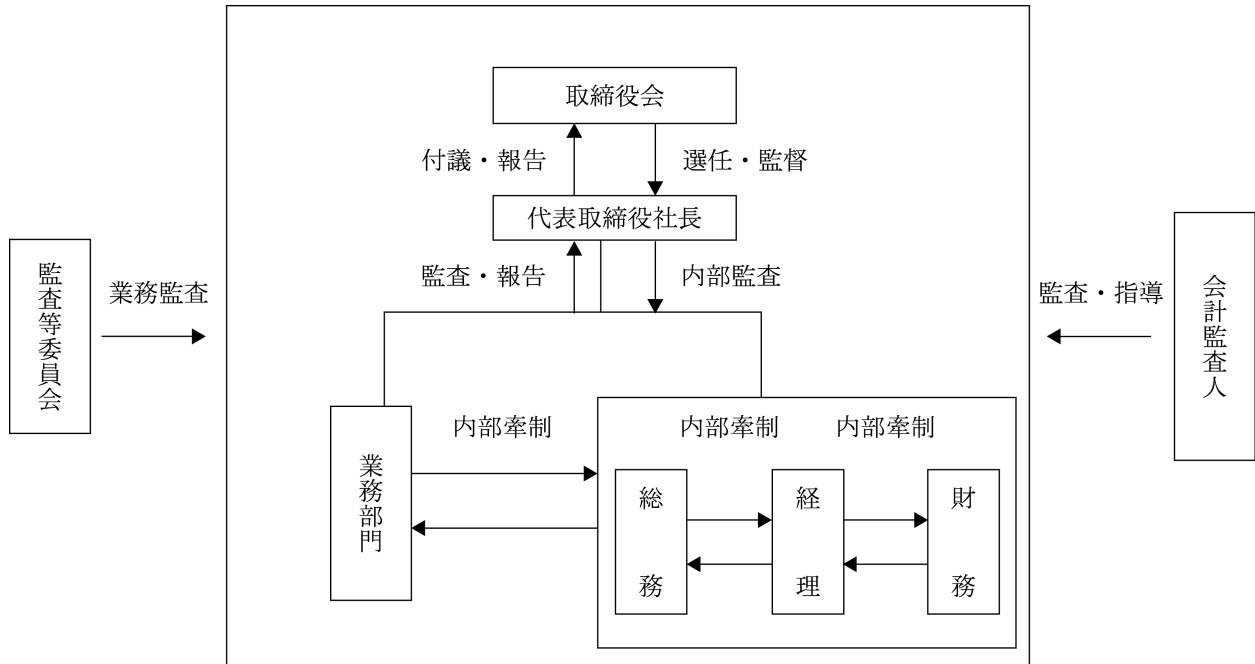 取締役会
付議・報告
選任・監督
代表取締役社長
監査・報告
内部監査
監査等委員会
業務監査
監査・指導
会計監査人
内部牽制
内部牽制
内部牽制
業務部門
総務
経理
財務